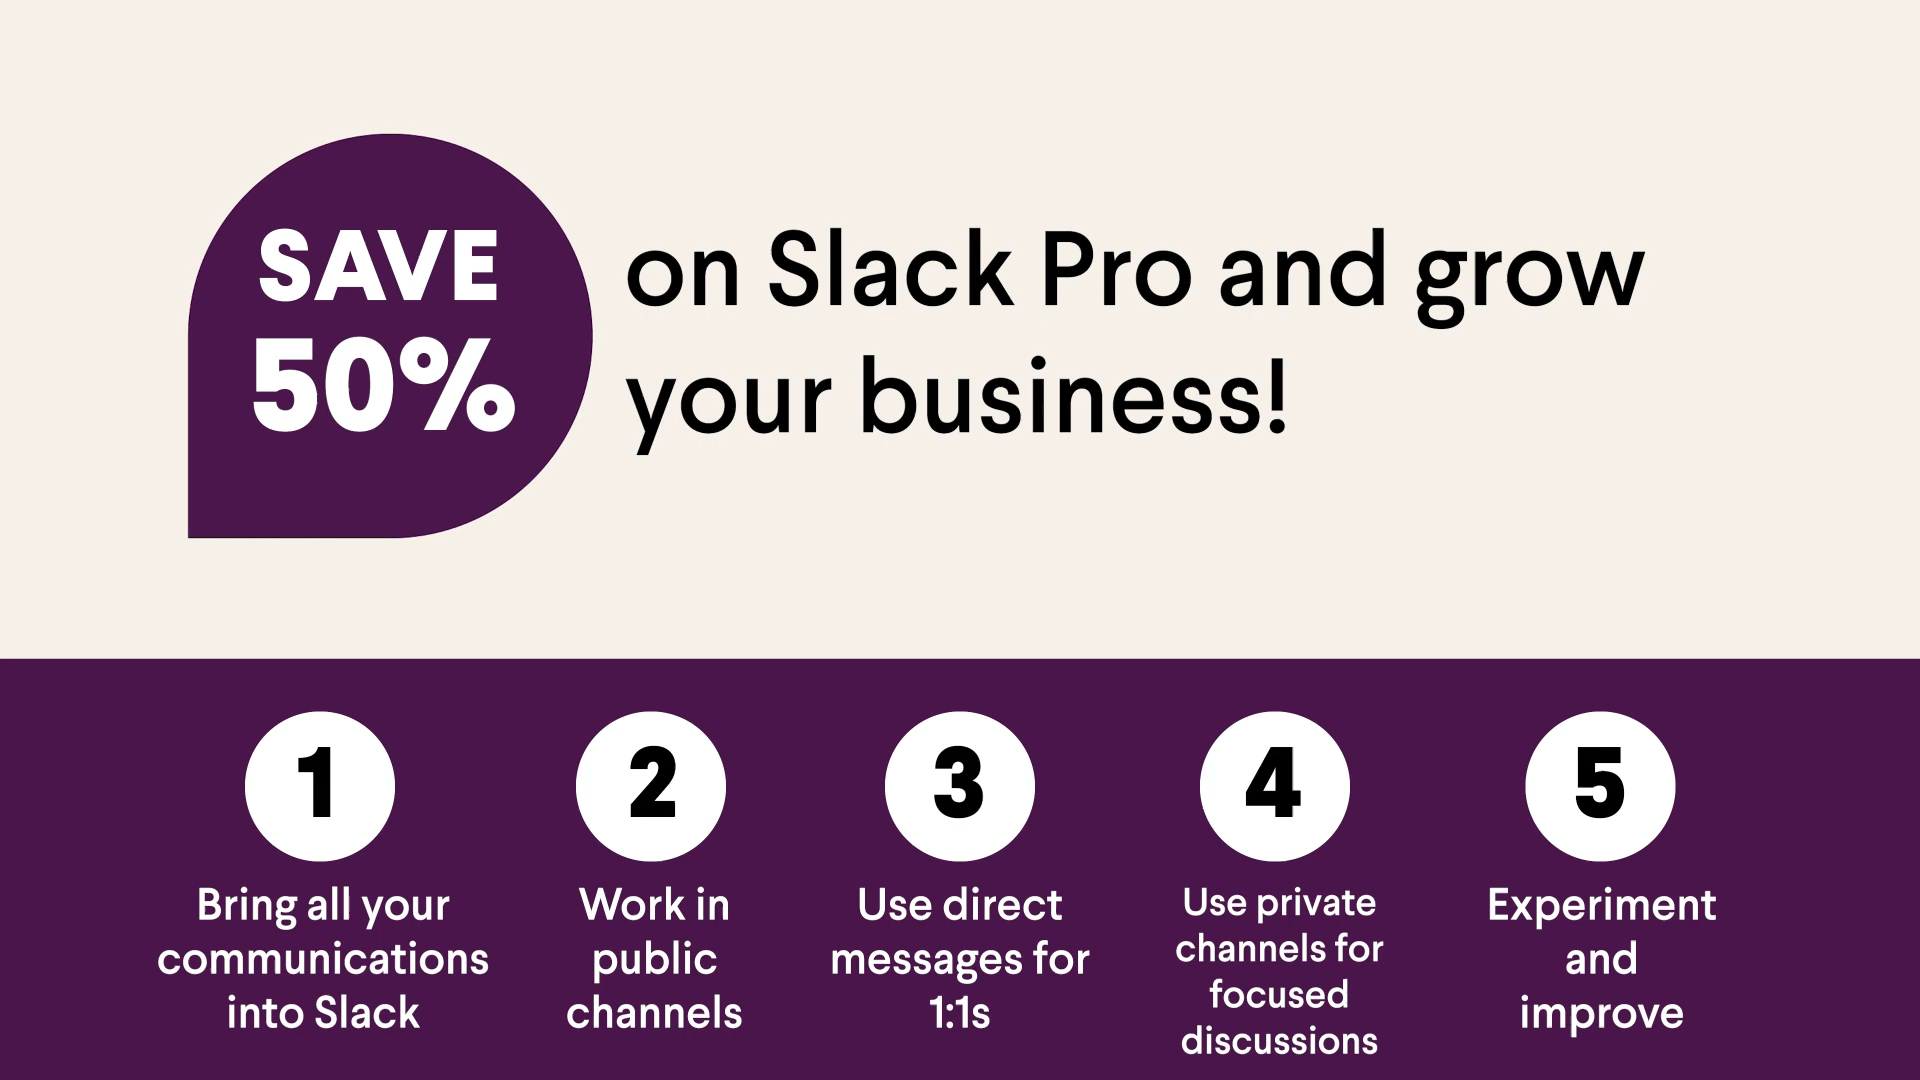 SAVE
50%
on Slack Pro and grow
your business!
1
Bring all your
communications
into Slack
2
Work in
public
channels
3
Use direct
messages for
1:1s
4
Use private
channels for
focused
discussions
5
Experiment
and
improve